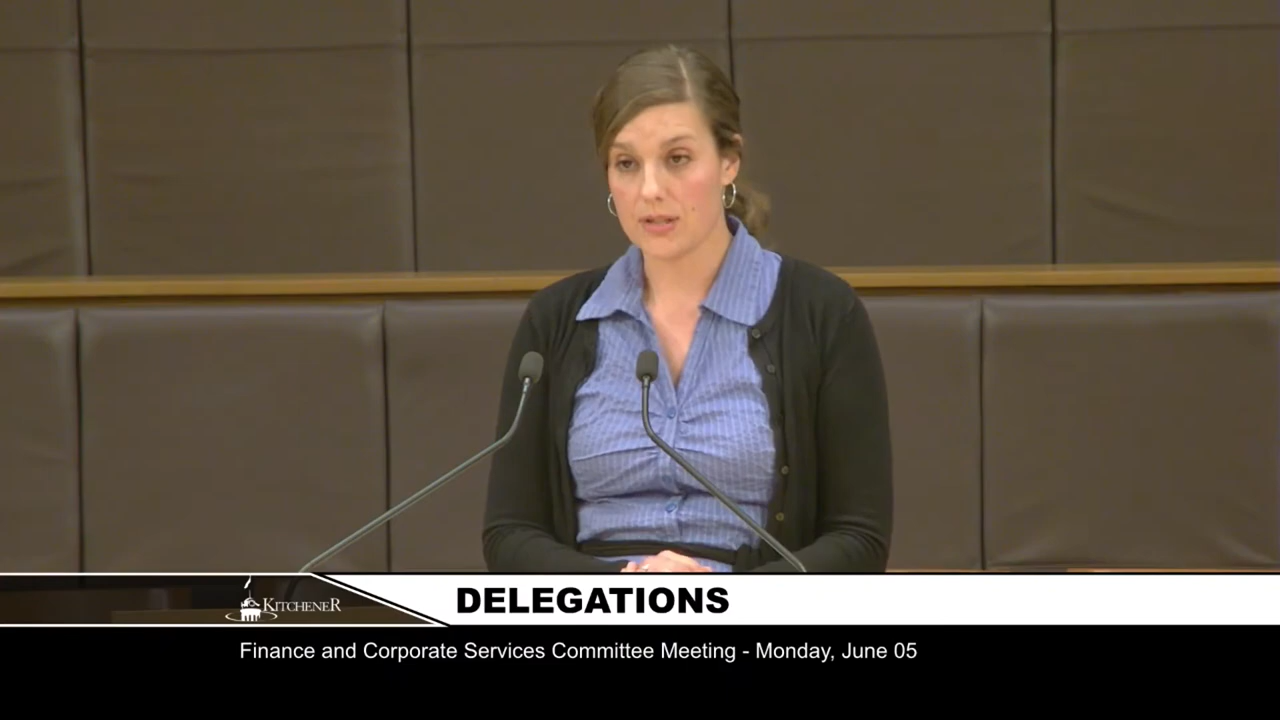 KITCHENER
DELEGATIONS
Finance and Corporate Services Committee Meeting - Monday, June 05